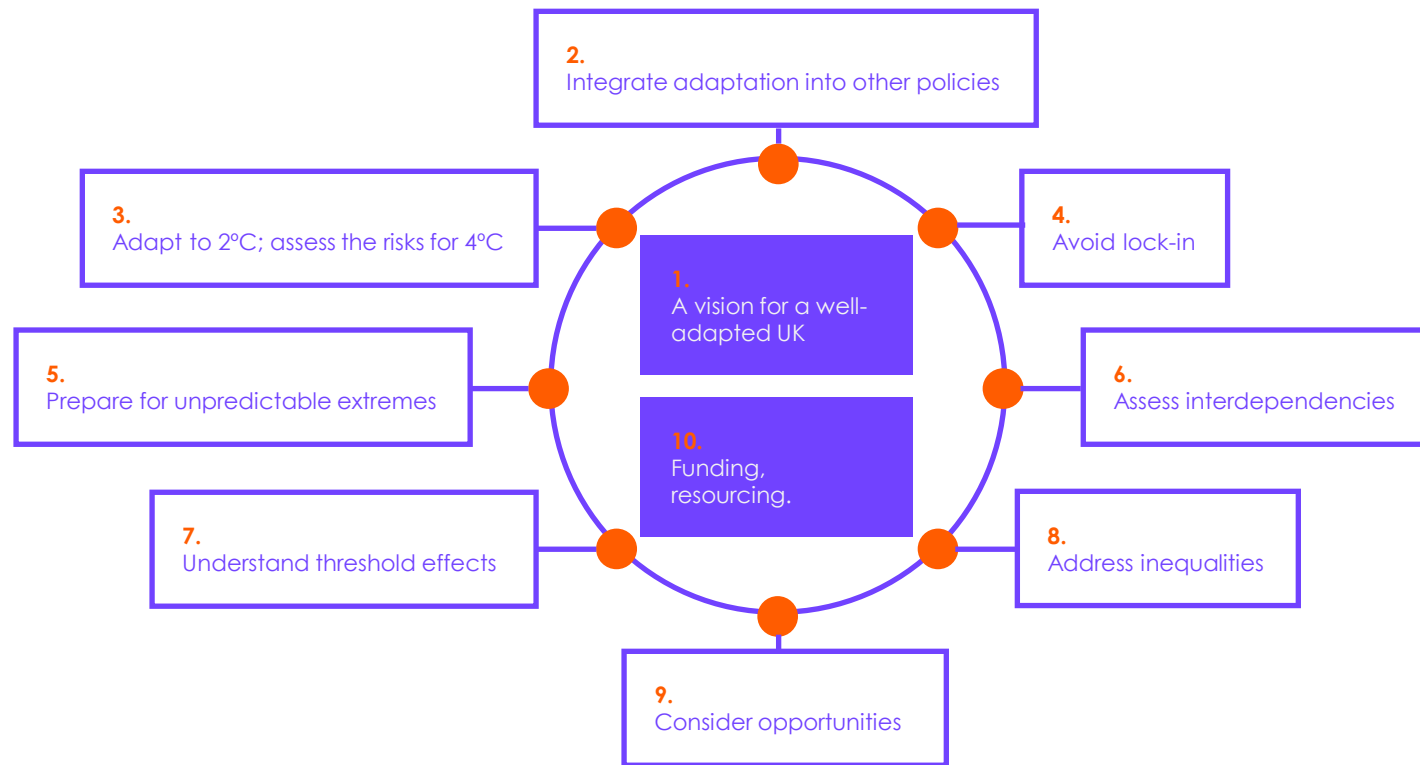 2.
Integrate adaptation into other policies
3.
Adapt to 2ºC; assess the risks for 4ºC
4.
Avoid lock-in
1.
A vision for a well-
adapted UK
5.
Prepare for unpredictable extremes
6.
Assess interdependencies
10.
Funding,
resourcing.
7.
Understand threshold effects
8.
Address inequalities
9.
Consider opportunities